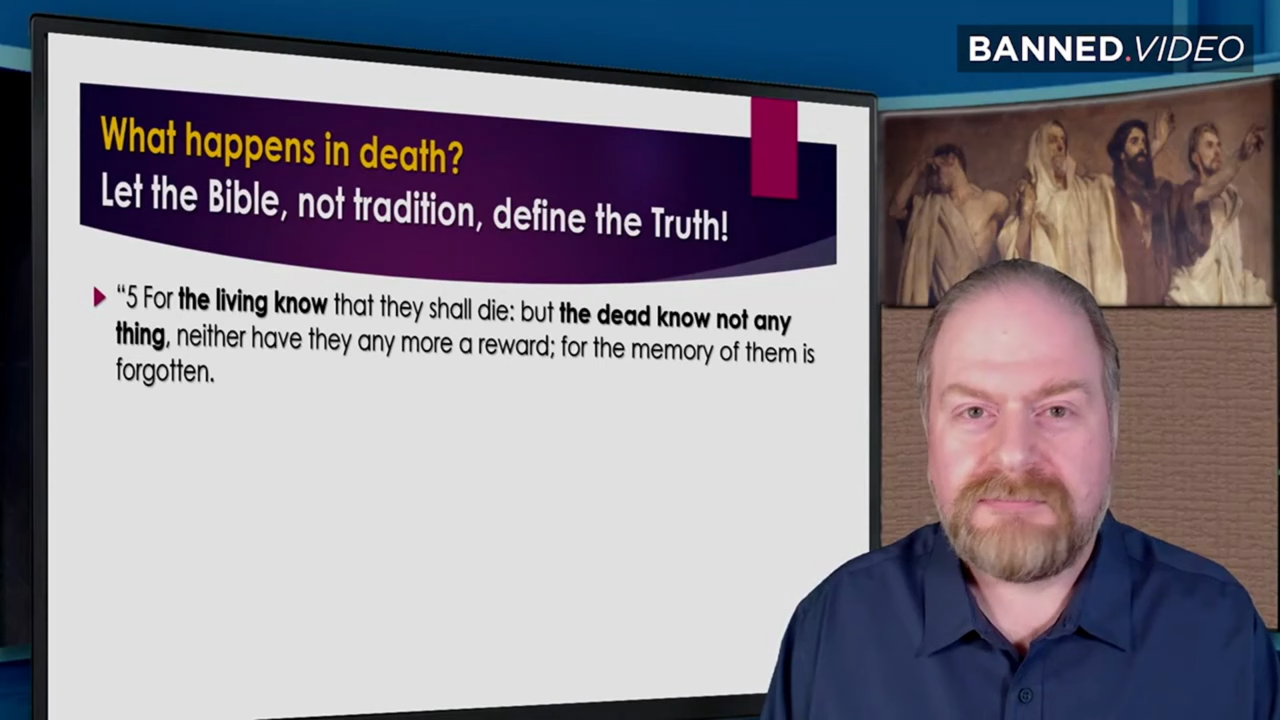 BANNED.VIDEO
What happens in death?
Let the Bible, not tradition, define the Truth!
“5 For the living know that they shall die: but the dead know not any
thing, neither have they any more a reward; for the memory of them is
forgotten.